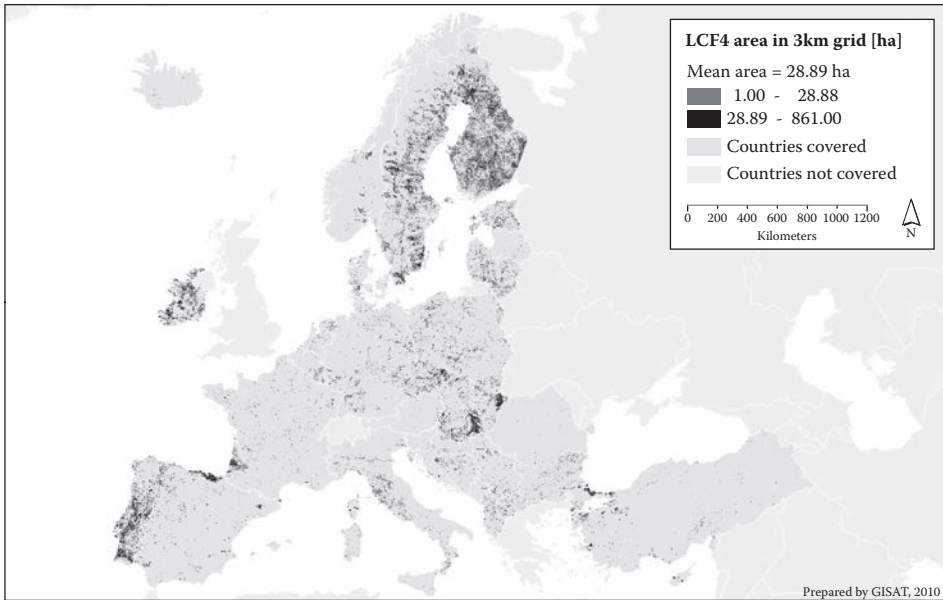 LCF4 area in 3km grid [ha]
Mean area = 28.89 ha
1.00 - 28.88
28.89 - 861.00
Countries covered
Countries not covered
0 200 400 600 800 1000 1200
Kilometers
N
Prepared by GISAT, 2010